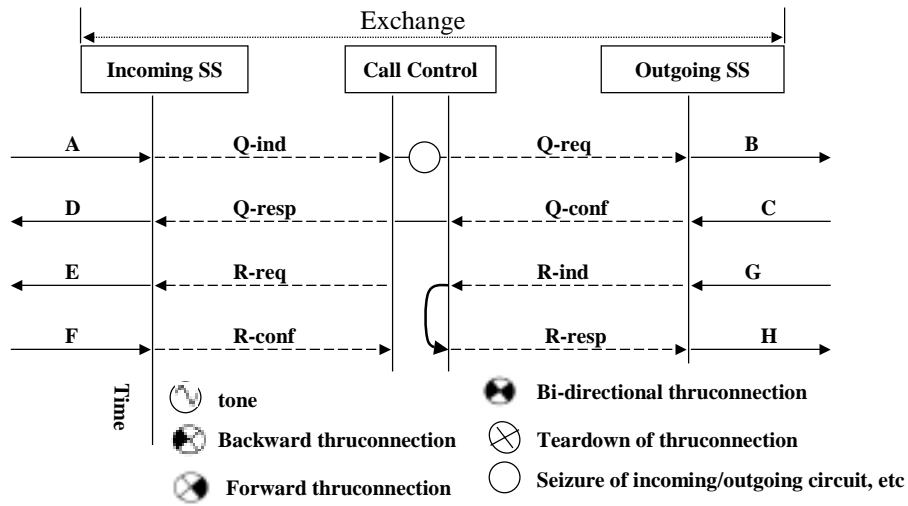 Exchange
Incoming SS
Call Control
Outgoing SS
A
Q-ind
Q-req
B
D
Q-resp
Q-conf
C
E
R-req
R-ind
G
F
R-conf
R-resp
H
Time
tone
Bi-directional thruconnection
Backward thruconnection
Teardown of thruconnection
Forward thruconnection
Seizure of incoming/outgoing circuit, etc